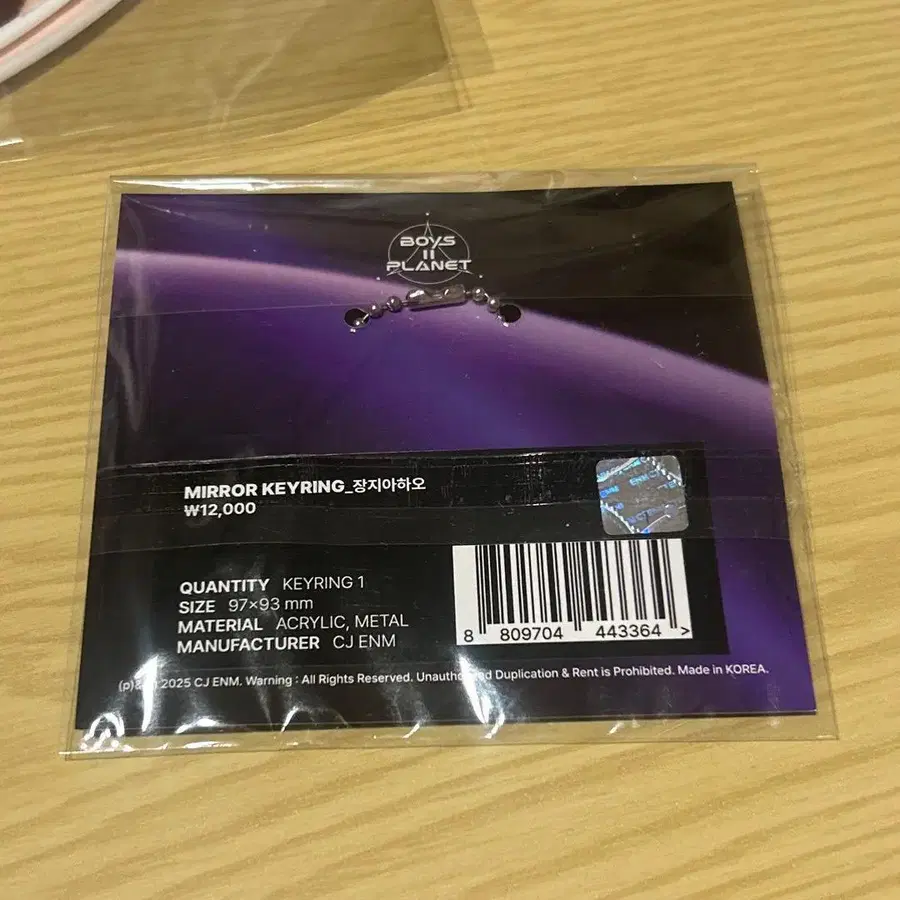 BOYS
II
PLANET
MIRROR KEYRING_장지아하오
₩12,000
QUANTITY KEYRING 1
SIZE 97×93 mm
MATERIAL ACRYLIC, METAL
MANUFACTURER CJ ENM
8 809704 443364 >
2025 CJ ENM. Warning : All Rights Reserved. Duplication & Rent is Prohibited. Made in KOREA.